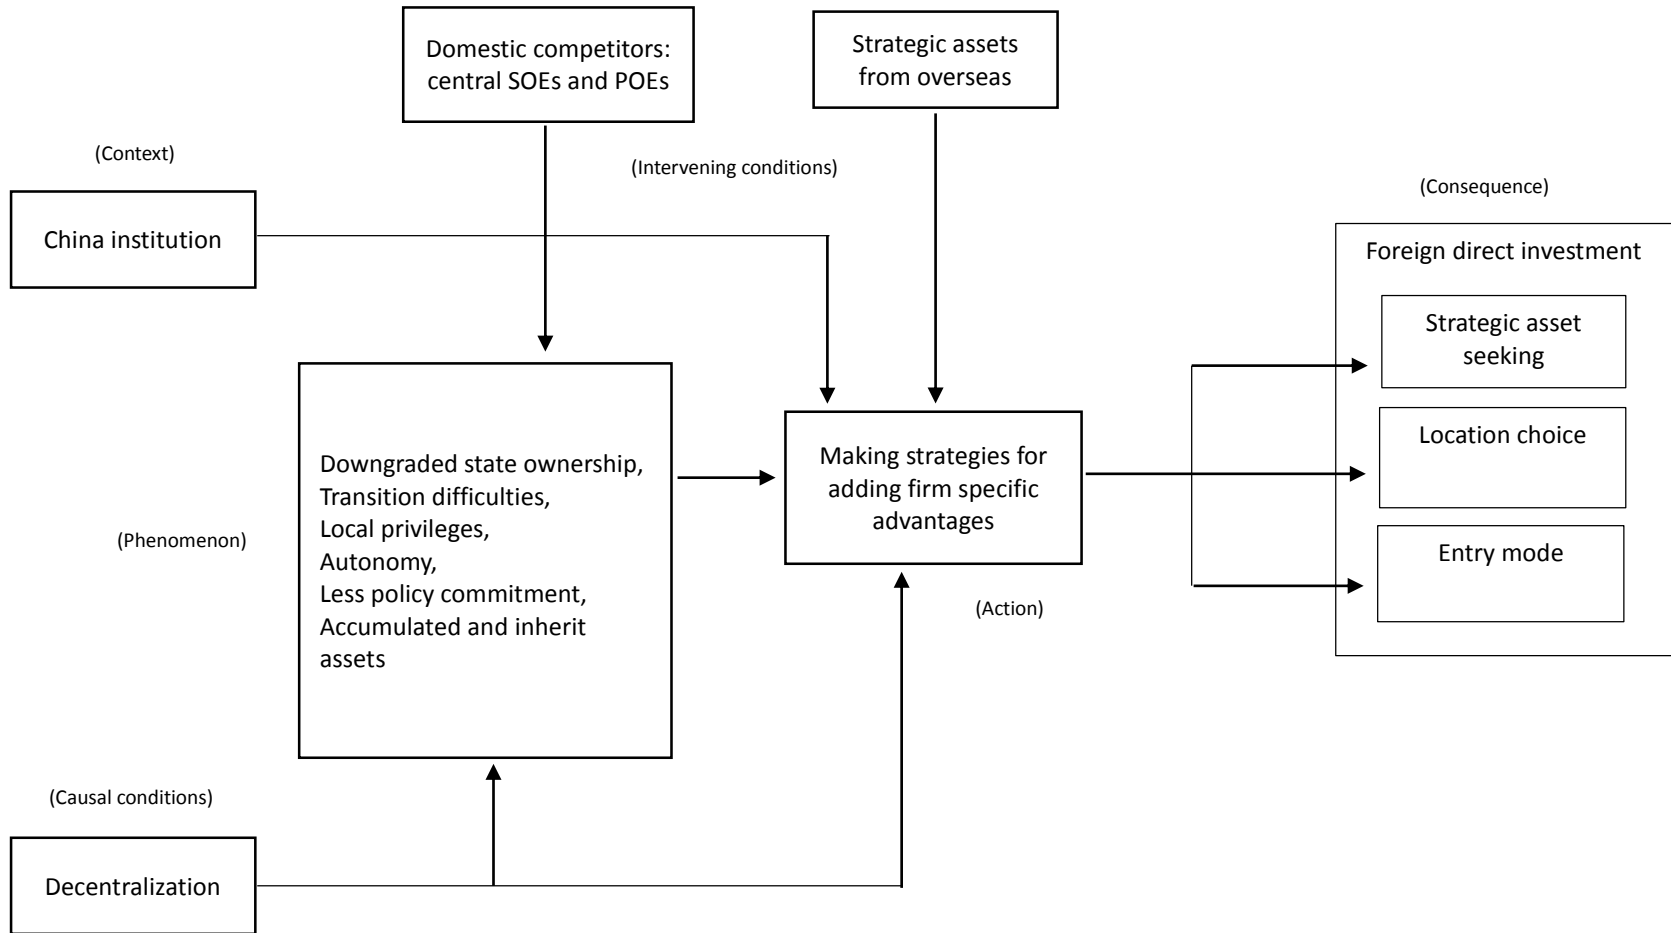 Domestic competitors:
central SOEs and POEs
Strategic assets
from overseas
(Context)
(Intervening conditions)
(Consequence)
China institution
Foreign direct investment
Strategic asset
seeking
Location choice
Entry mode
Downgraded state ownership,
Transition difficulties,
Local privileges,
Autonomy,
Less policy commitment,
Accumulated and inherit
assets
Making strategies for
adding firm specific
advantages
(Phenomenon)
(Action)
(Causal conditions)
Decentralization